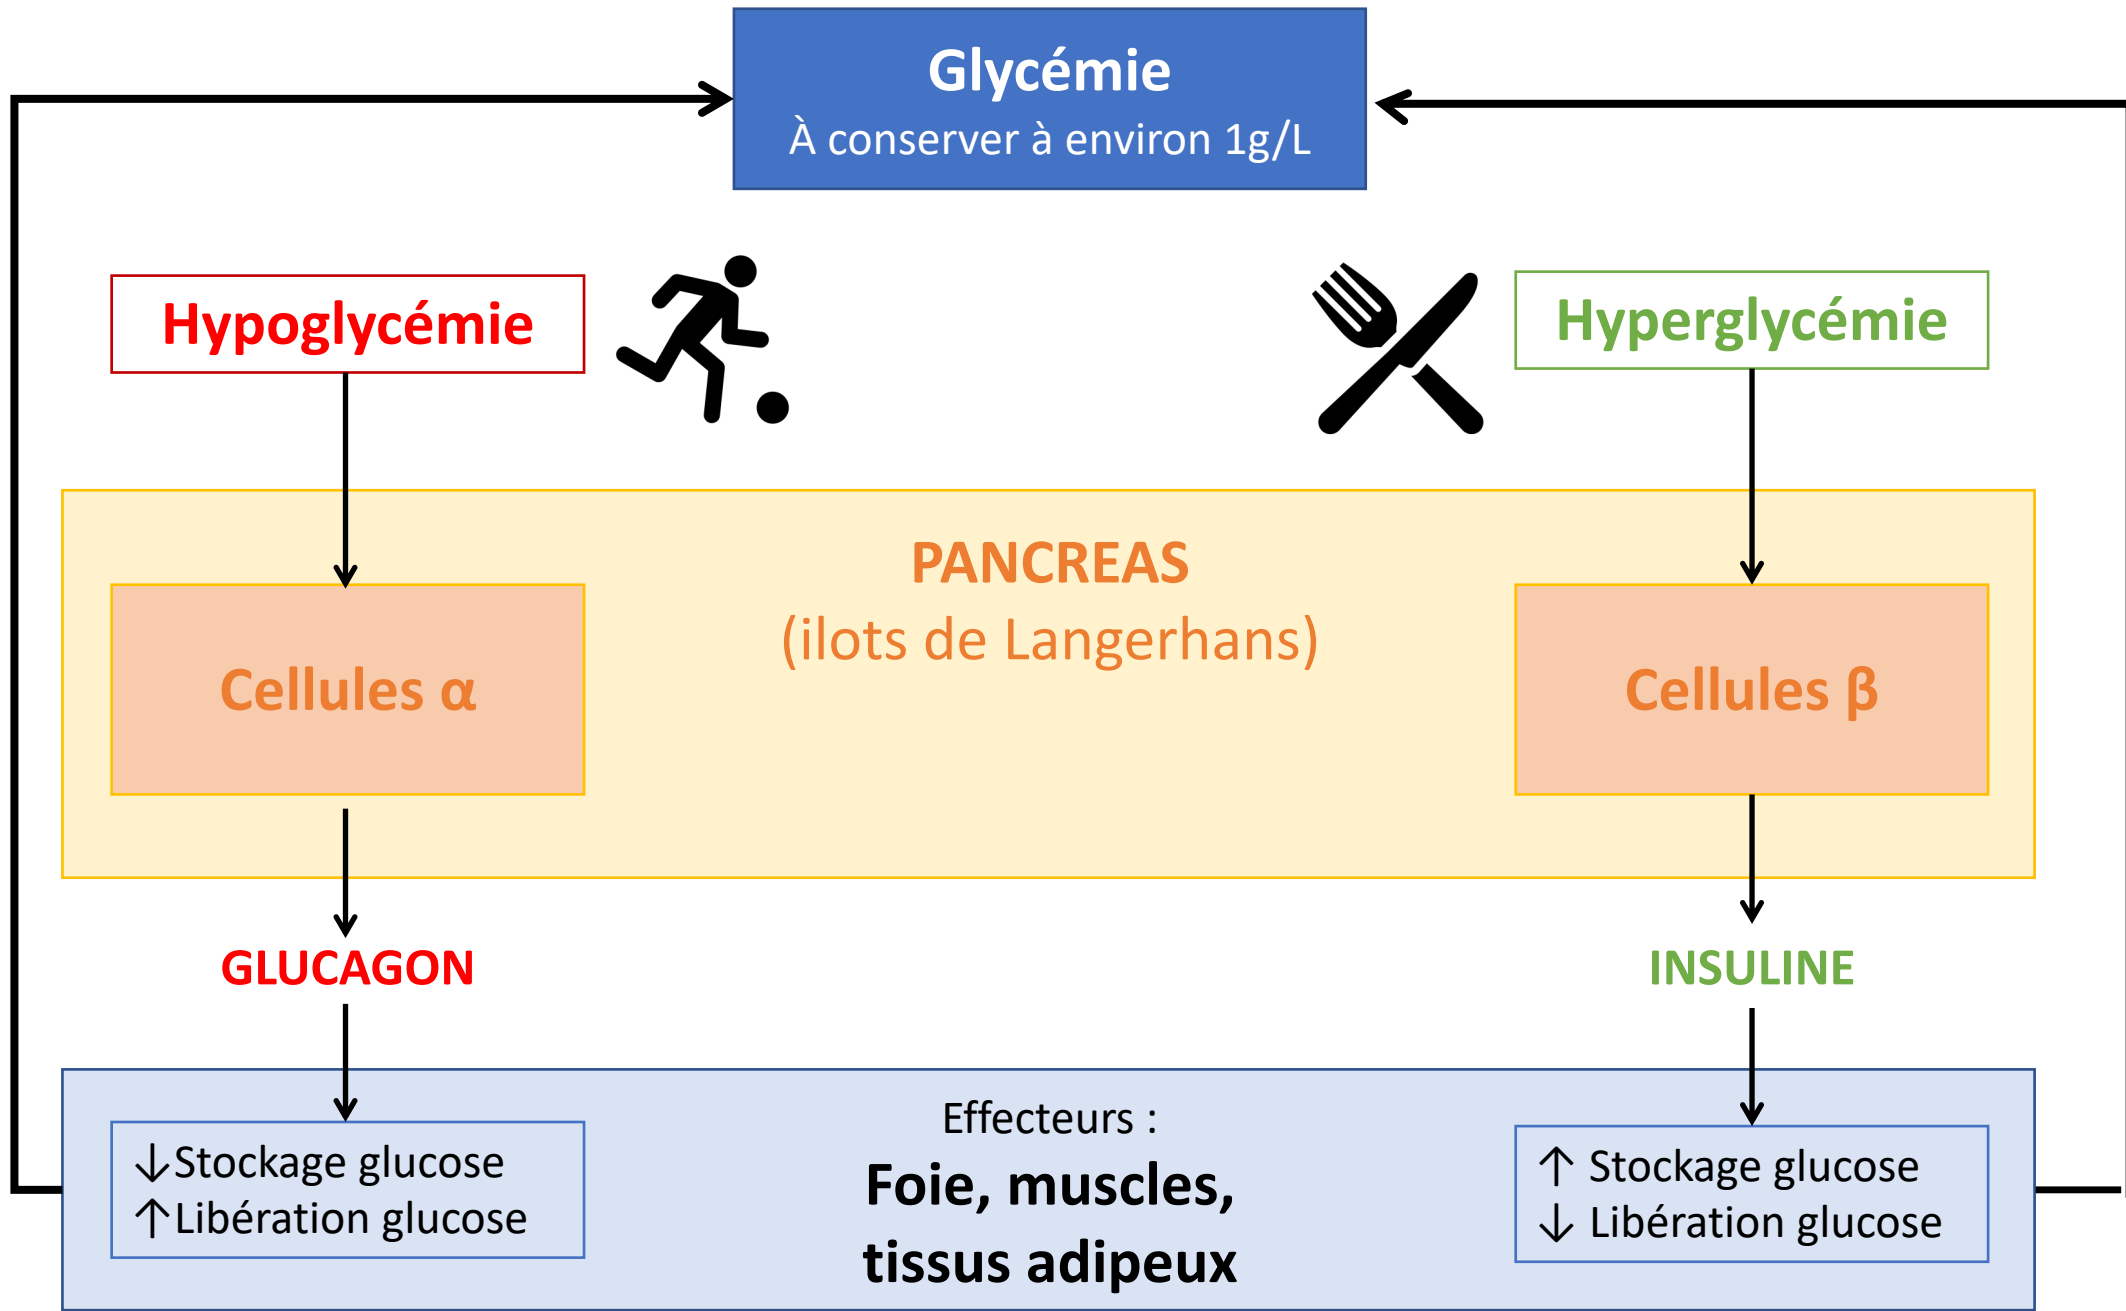 Glycémie
À conserver à environ 1g/L
Hypoglycémie
Hyperglycémie
PANCREAS
(ilots de Langerhans)
Cellules α
Cellules β
GLUCAGON
INSULINE
↓Stockage glucose
↑Libération glucose
Effecteurs :
Foie, muscles,
tissus adipeux
↑ Stockage glucose
↓ Libération glucose